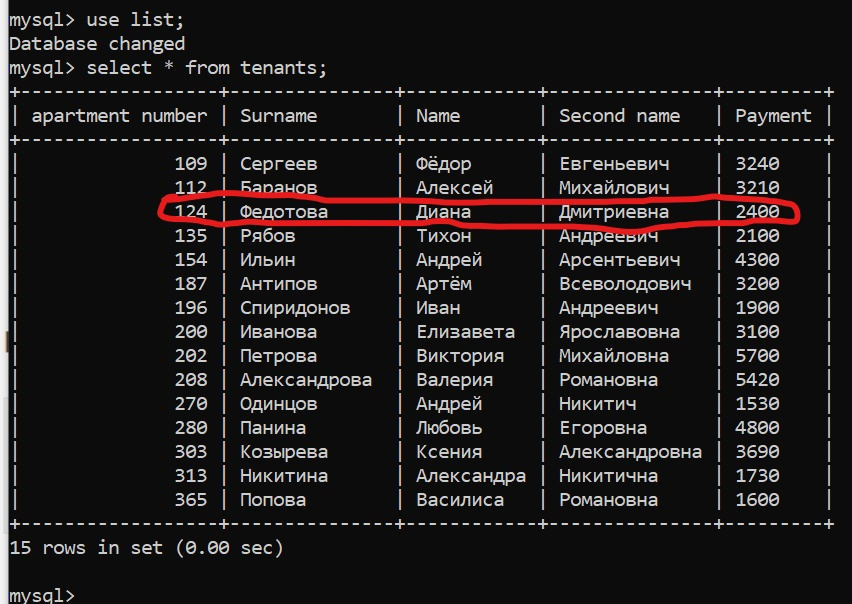 mysql> use list;
Database changed
mysql> select * from tenants;
+------------------+--------------+------------+--------------+---------+
| apartment number | Surname | Name | Second name | Payment |
+------------------+--------------+------------+--------------+---------+
| 109 | Сергеев | Фёдор | Евгеньевич | 3240 |
| 112 | Баранов | Алексей | Михайлович | 3210 |
| 124 | Федотова | Диана | Дмитриевна | 2400 |
| 135 | Рябов | Тихон | Андреевич | 2100 |
| 154 | Ильин | Андрей | Арсентьевич | 4300 |
| 187 | Антипов | Артём | Всеволодович | 3200 |
| 196 | Спиридонов | Иван | Андреевич | 1900 |
| 200 | Иванова | Елизавета | Ярославовна | 3100 |
| 202 | Петрова | Виктория | Михайловна | 5700 |
| 208 | Александрова | Валерия | Романовна | 5420 |
| 270 | Одинцов | Андрей | Никитич | 1530 |
| 280 | Панина | Любовь | Егоровна | 4800 |
| 303 | Козырева | Ксения | Александровна | 3690 |
| 313 | Никитина | Александра | Никитична | 1730 |
| 365 | Попова | Василиса | Романовна | 1600 |
+------------------+--------------+------------+--------------+---------+
15 rows in set (0.00 sec)
mysql>